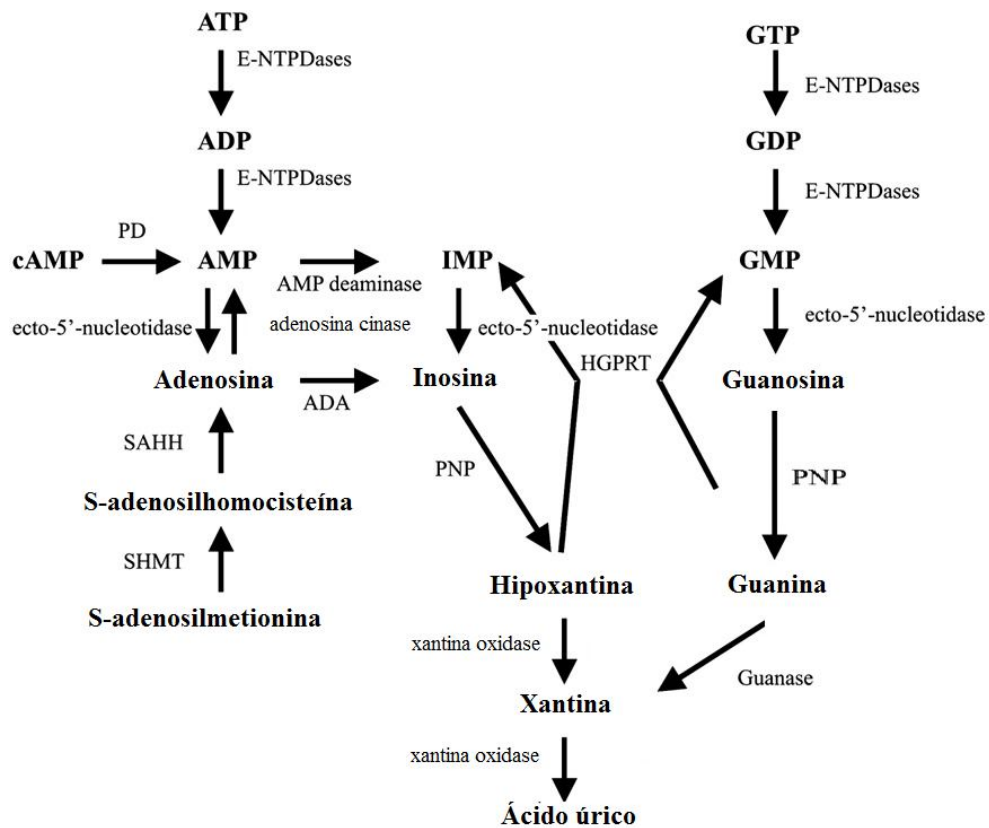 ATP
GTP
E-NTPDases
E-NTPDases
ADP
GDP
E-NTPDases
E-NTPDases
PD
cAMP
AMP
IMP
GMP
AMP deaminase
ecto-5’-nucleotidase
adenosina cinase
ecto-5’-nucleotidase
ecto-5’-nucleotidase
HGPRT
Adenosina
Inosina
Guanosina
ADA
SAHH
PNP
PNP
S-adenosilhomocisteína
SHMT
Hipoxantina
Guanina
S-adenosilmetionina
xantina oxidase
Guanase
Xantina
xantina oxidase
Ácido úrico